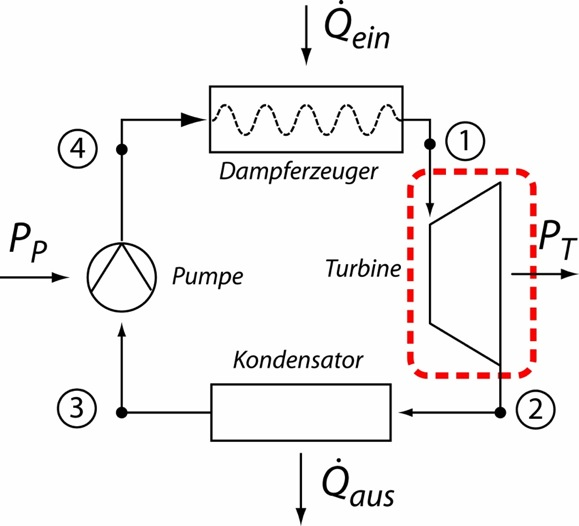 Q̇ein
④
①
Dampferzeuger
PP
Pumpe
Turbine
PT
Kondensator
③
②
Q̇aus